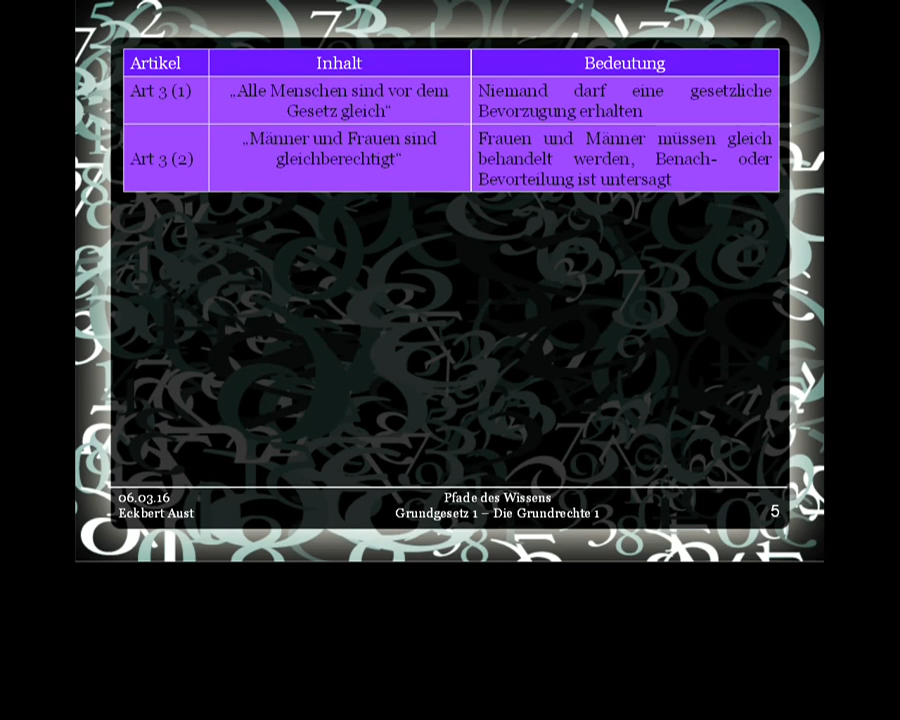 Artikel Inhalt Bedeutung
Art 3 (1) „Alle Menschen sind vor dem Gesetz gleich“ Niemand darf eine gesetzliche Bevorzugung erhalten
Art 3 (2) „Männer und Frauen sind gleichberechtigt“ Frauen und Männer müssen gleich behandelt werden, Benach- oder Bevorteilung ist untersagt
06.03.16
Eckbert Aust
Pfade des Wissens
Grundgesetz 1 – Die Grundrechte 1
5